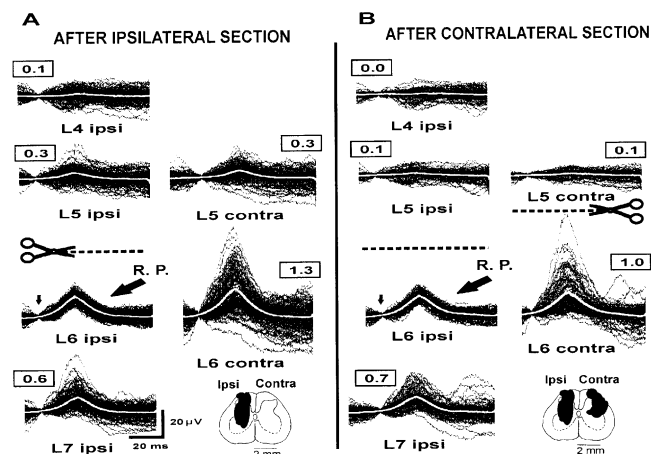 A
AFTER IPSILATERAL SECTION
0.1
L4 ipsi
0.3
L5 ipsi
0.3
L5 contra
R. P.
L6 ipsi
1.3
L6 contra
0.6
L7 ipsi
20 µV
20 ms
Ipsi Contra
2 mm
B
AFTER CONTRALATERAL SECTION
0.0
L4 ipsi
0.1
L5 ipsi
0.1
L5 contra
R. P.
L6 ipsi
1.0
L6 contra
0.7
L7 ipsi
Ipsi Contra
2 mm